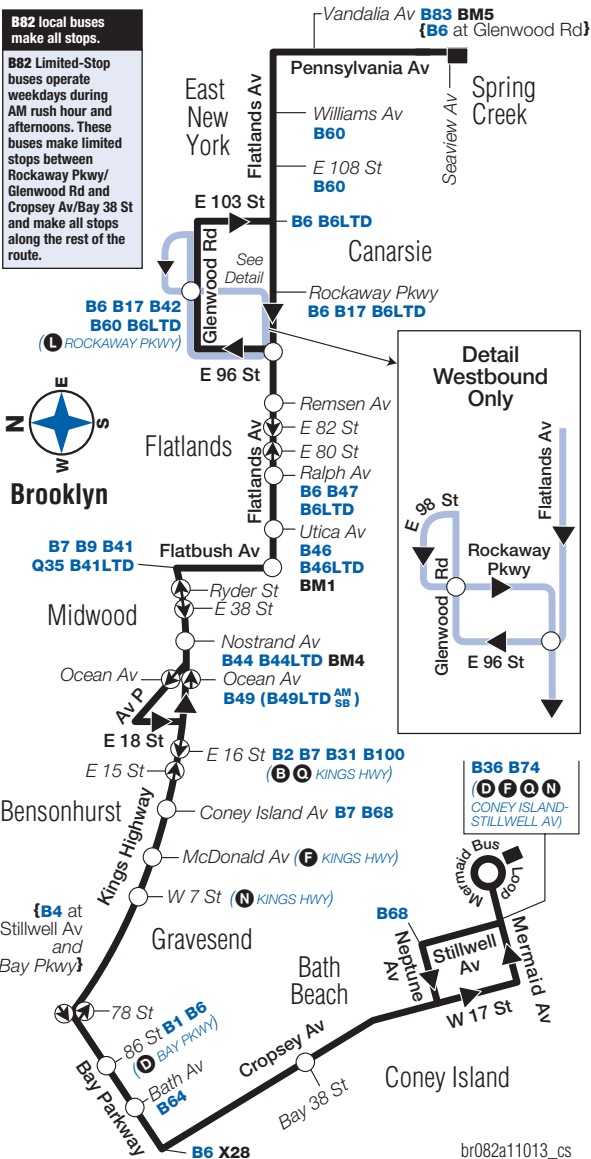 B82 local buses
make all stops.
B82 Limited-Stop
buses operate
weekdays during
AM rush hour and
afternoons. These
buses make limited
stops between
Rockaway Pkwy/
Glenwood Rd and
Cropsey Av/Bay 38 St
and make all stops
along the rest of the
route.
Vandalia Av B83 BM5
{B6 at Glenwood Rd}
Pennsylvania Av
Spring
Creek
Seaview Av
East
New
York
Flatlands Av
Williams Av
B60
E 108 St
B60
E 103 St
B6 B6LTD
Glenwood Rd
See
Detail
Canarsie
Rockaway Pkwy
B6 B17 B6LTD
B6 B17 B42
B60 B6LTD
(L ROCKAWAY PKWY)
E 96 St
Detail
Westbound
Only
Flatlands Av
E 98 St
Rockaway
Pkwy
Glenwood Rd
E 96 St
N
E
S
W
Brooklyn
Remsen Av
E 82 St
E 80 St
Flatlands
Flatlands Av
Ralph Av
B6 B47
B6LTD
Utica Av
B46
B46LTD
BM1
B7 B9 B41
Q35 B41LTD
Flatbush Av
Ryder St
E 38 St
Midwood
Nostrand Av
B44 B44LTD BM4
Ocean Av
Ocean Av
B49 (B49LTD AM SB)
Av P
E 18 St
E 16 St B2 B7 B31 B100
(B Q KINGS HWY)
E 15 St
Bensonhurst
Kings Highway
Coney Island Av B7 B68
McDonald Av (F KINGS HWY)
W 7 St (N KINGS HWY)
B36 B74
(D F Q N
CONEY ISLAND-
STILLWELL AV)
Mermaid Bus
Loop
{B4 at
Stillwell Av
and
Bay Pkwy}
Gravesend
B68
Neptune
Av
Stillwell
Av
Mermaid Av
W 17 St
78 St
86 St B1 B6
(D BAY PKWY)
Bay Parkway
Bath Av
B64
Bath
Beach
Cropsey Av
Bay 38 St
Coney Island
B6 X28
br082a11013_cs